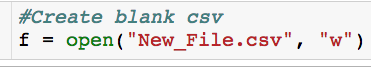 #Create blank csv
f = open("New_File.csv", "w")